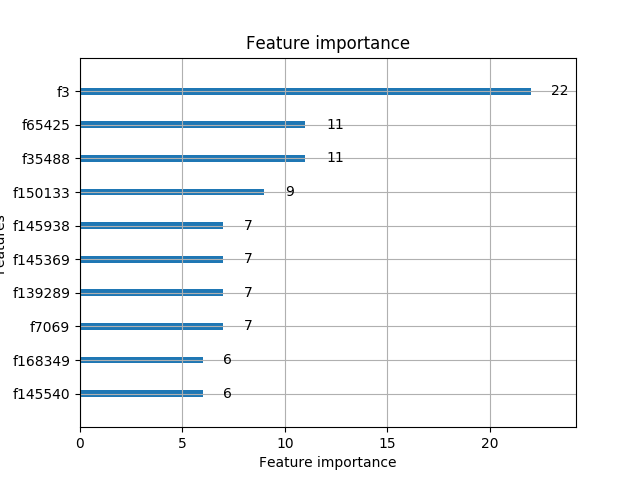 Feature importance
f3 22
f65425 11
f35488 11
f150133 9
f145938 7
f145369 7
f139289 7
f7069 7
f168349 6
f145540 6
0 5 10 15 20
Feature importance